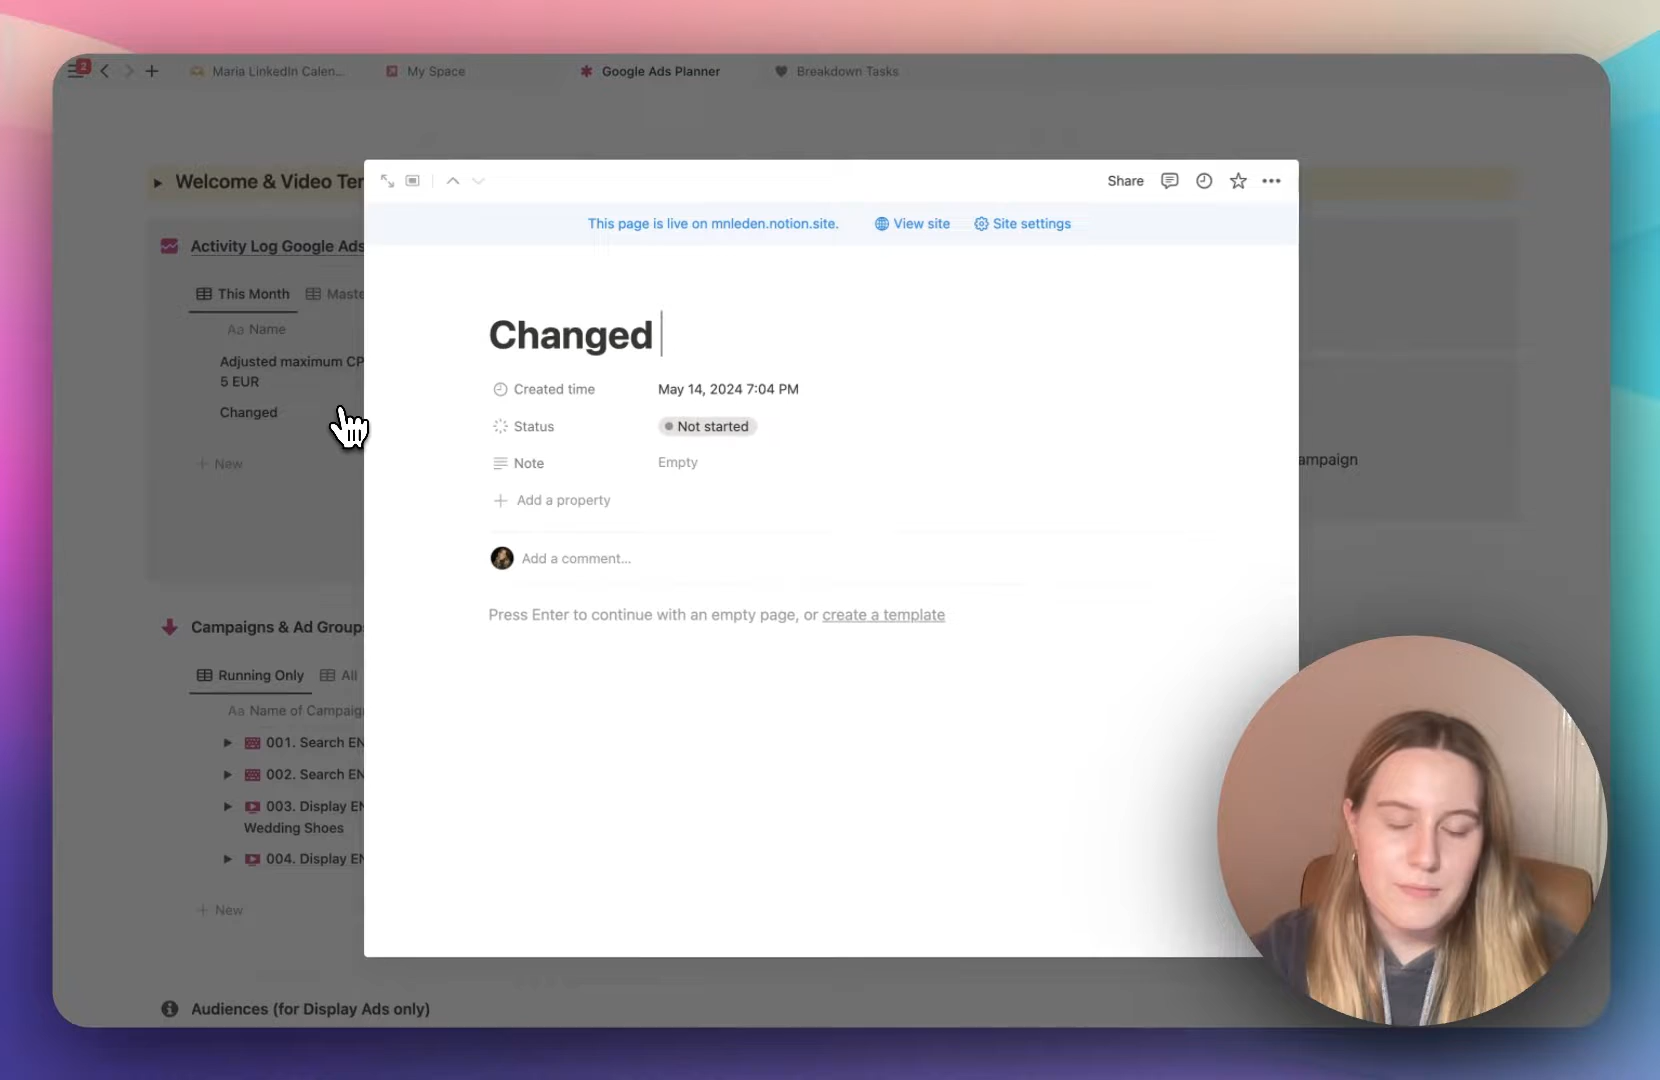 2
Maria LinkedIn Calen...
My Space
Google Ads Planner
Breakdown Tasks
Welcome & Video Ter
Activity Log Google Ads
This Month
Maste
Aa Name
Adjusted maximum CP
5 EUR
Changed
+ New
Campaigns & Ad Group
Running Only
All
Aa Name of Campaig
001. Search EN
002. Search EN
003. Display EN
Wedding Shoes
004. Display EN
+ New
Audiences (for Display Ads only)
Share
This page is live on mnleden.notion.site.
View site
Site settings
Changed
Created time
May 14, 2024 7:04 PM
Status
Not started
Note
Empty
+ Add a property
Add a comment...
Press Enter to continue with an empty page, or create a template
ampaign